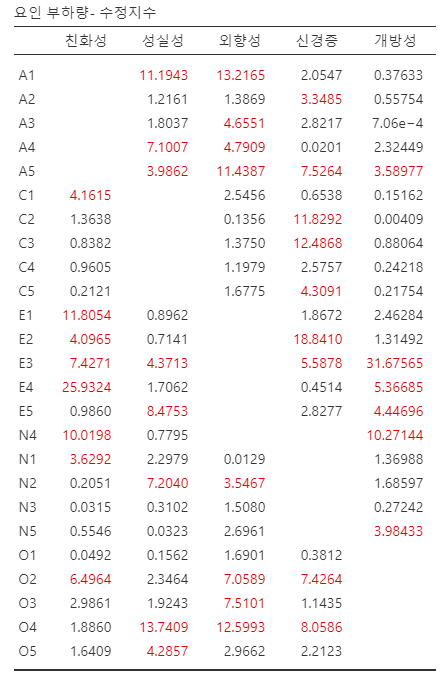 요인 부하량- 수정지수
친화성 성실성 외향성 신경증 개방성
A1 11.1943 13.2165 2.0547 0.37633
A2 1.2161 1.3869 3.3485 0.55754
A3 1.8037 4.6551 2.8217 7.06e−4
A4 7.1007 4.7909 0.0201 2.32449
A5 3.9862 11.4387 7.5264 3.58977
C1 4.1615 2.5456 0.6538 0.15162
C2 1.3638 0.1356 11.8292 0.00409
C3 0.8382 1.3750 12.4868 0.88064
C4 0.9605 1.1979 2.5757 0.24218
C5 0.2121 1.6775 4.3091 0.21754
E1 11.8054 0.8962 1.8672 2.46284
E2 4.0965 0.7141 18.8410 1.31492
E3 7.4271 4.3713 5.5878 31.67565
E4 25.9324 1.7062 0.4514 5.36685
E5 0.9860 8.4753 2.8277 4.44696
N4 10.0198 0.7795 10.27144
N1 3.6292 2.2979 0.0129 1.36988
N2 0.2051 7.2040 3.5467 1.68597
N3 0.0315 0.3102 1.5080 0.27242
N5 0.5546 0.0323 2.6961 3.98433
O1 0.0492 0.1562 1.6901 0.3812
O2 6.4964 2.3464 7.0589 7.4264
O3 2.9861 1.9243 7.5101 1.1435
O4 1.8860 13.7409 12.5993 8.0586
O5 1.6409 4.2857 2.9662 2.2123